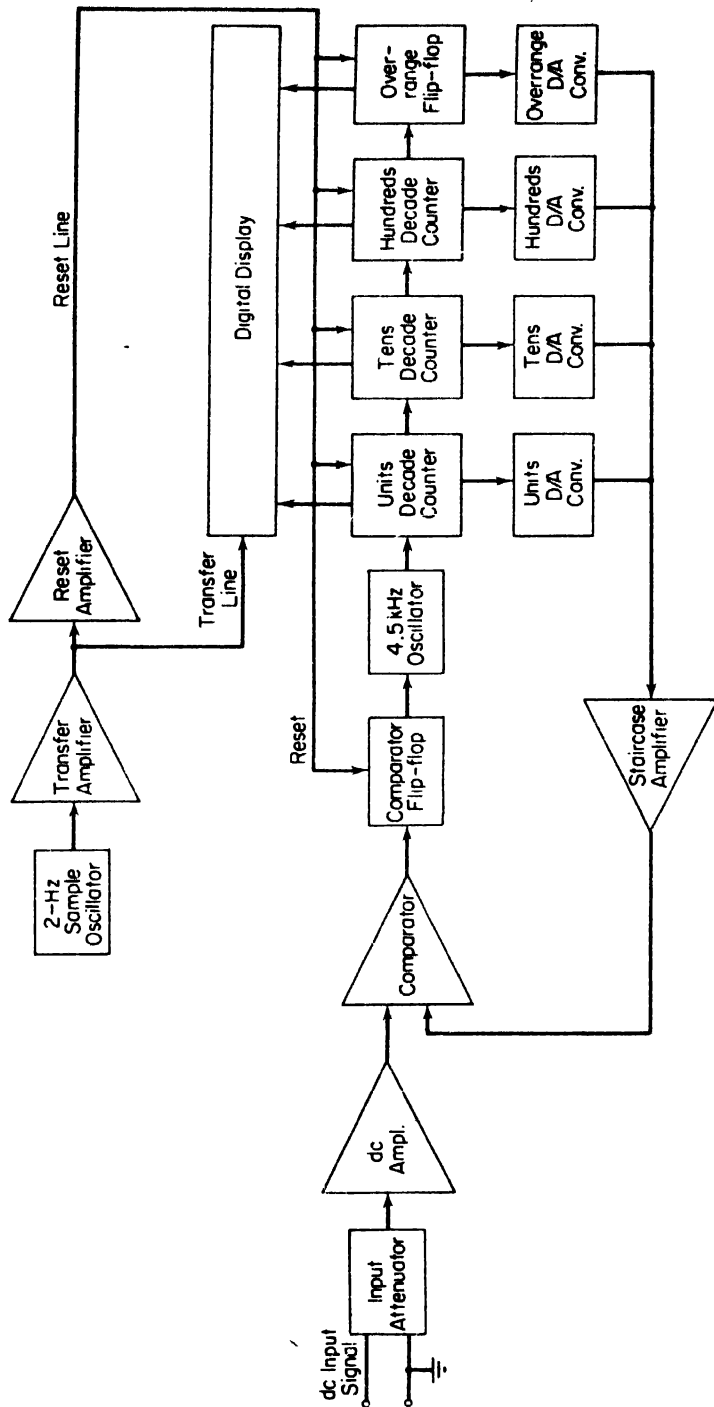 2-Hz
Sample
Oscillator
Transfer
Amplifier
Reset
Amplifier
Reset Line
Transfer
Line
Digital Display
dc Input
Signal
Input
Attenuator
dc
Ampl.
Comparator
Reset
Comparator
Flip-flop
4.5 kHz
Oscillator
Units
Decade
Counter
Tens
Decade
Counter
Hundreds
Decade
Counter
Over-
range
Flip-flop
Units
D/A
Conv.
Tens
D/A
Conv.
Hundreds
D/A
Conv.
Overrange
D/A
Conv.
Staircase
Amplifier